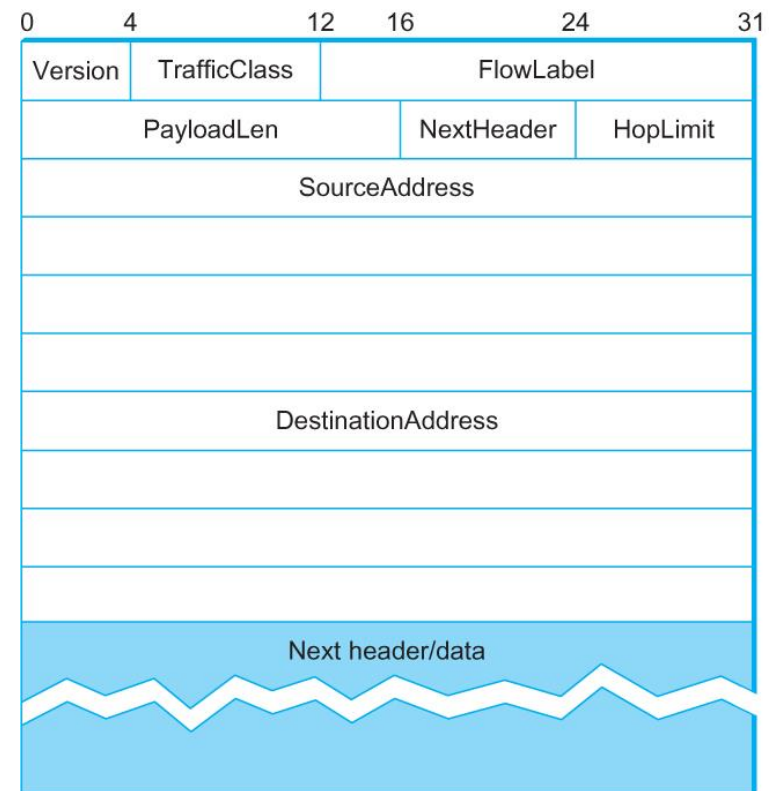 0 4 12 16 24 31
Version TrafficClass FlowLabel
PayloadLen NextHeader HopLimit
SourceAddress
DestinationAddress
Next header/data